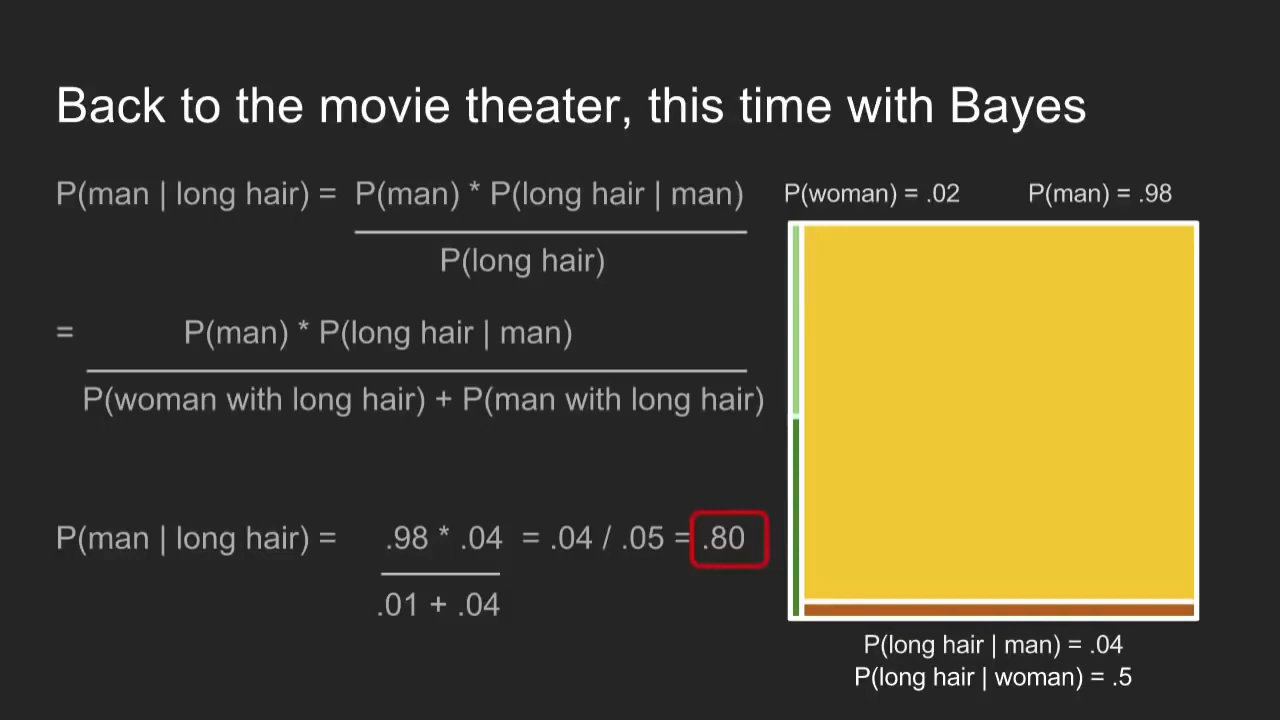 Back to the movie theater, this time with Bayes
P(man | long hair) = P(man) * P(long hair | man)
P(long hair)
= P(man) * P(long hair | man)
P(woman with long hair) + P(man with long hair)
P(man | long hair) = .98 * .04 = .04 / .05 = .80
.01 + .04
P(woman) = .02 P(man) = .98
P(long hair | man) = .04
P(long hair | woman) = .5